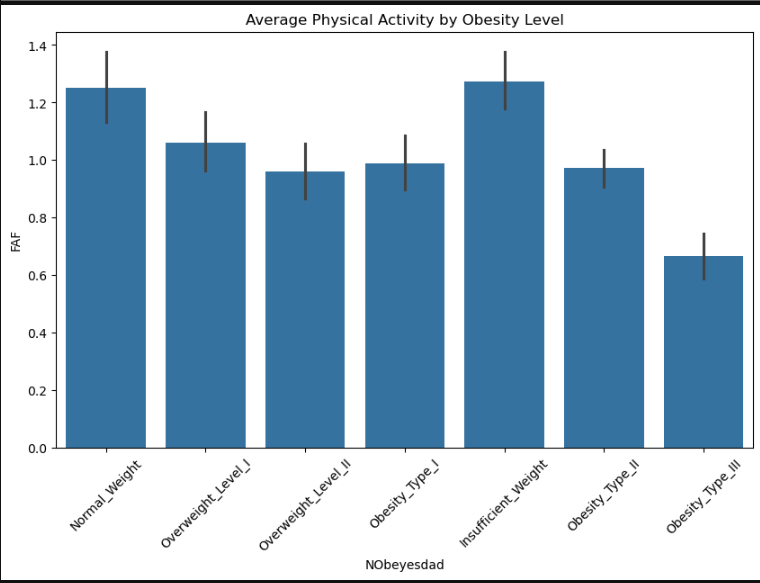 Average Physical Activity by Obesity Level
1.4
1.2
1.0
0.8
0.6
0.4
0.2
0.0
FAF
Normal_Weight
Overweight_Level_I
Overweight_Level_II
Obesity_Type_I
Insufficient_Weight
Obesity_Type_II
Obesity_Type_III
NObeyesdad